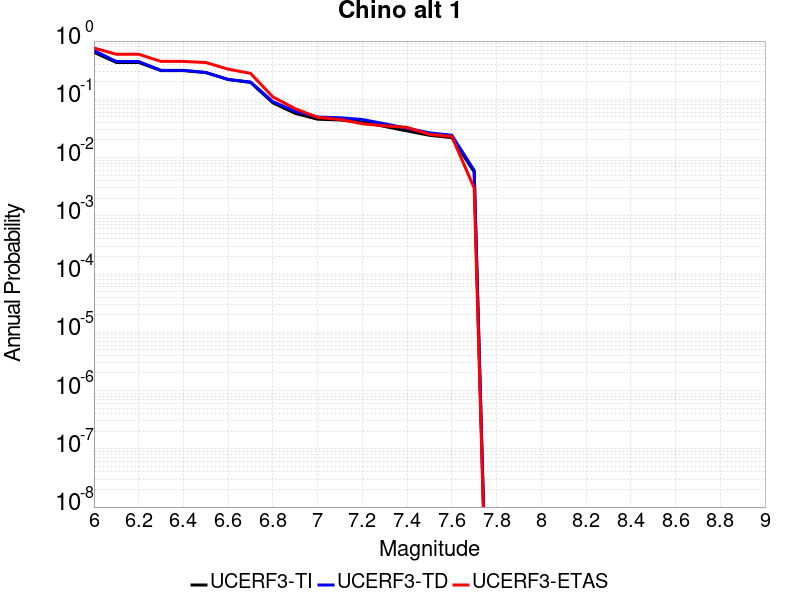 Chino alt 1
10^0
10^-1
10^-2
10^-3
10^-4
10^-5
10^-6
10^-7
10^-8
Annual Probability
6 6.2 6.4 6.6 6.8 7 7.2 7.4 7.6 7.8 8 8.2 8.4 8.6 8.8 9
Magnitude
UCERF3-TI UCERF3-TD UCERF3-ETAS